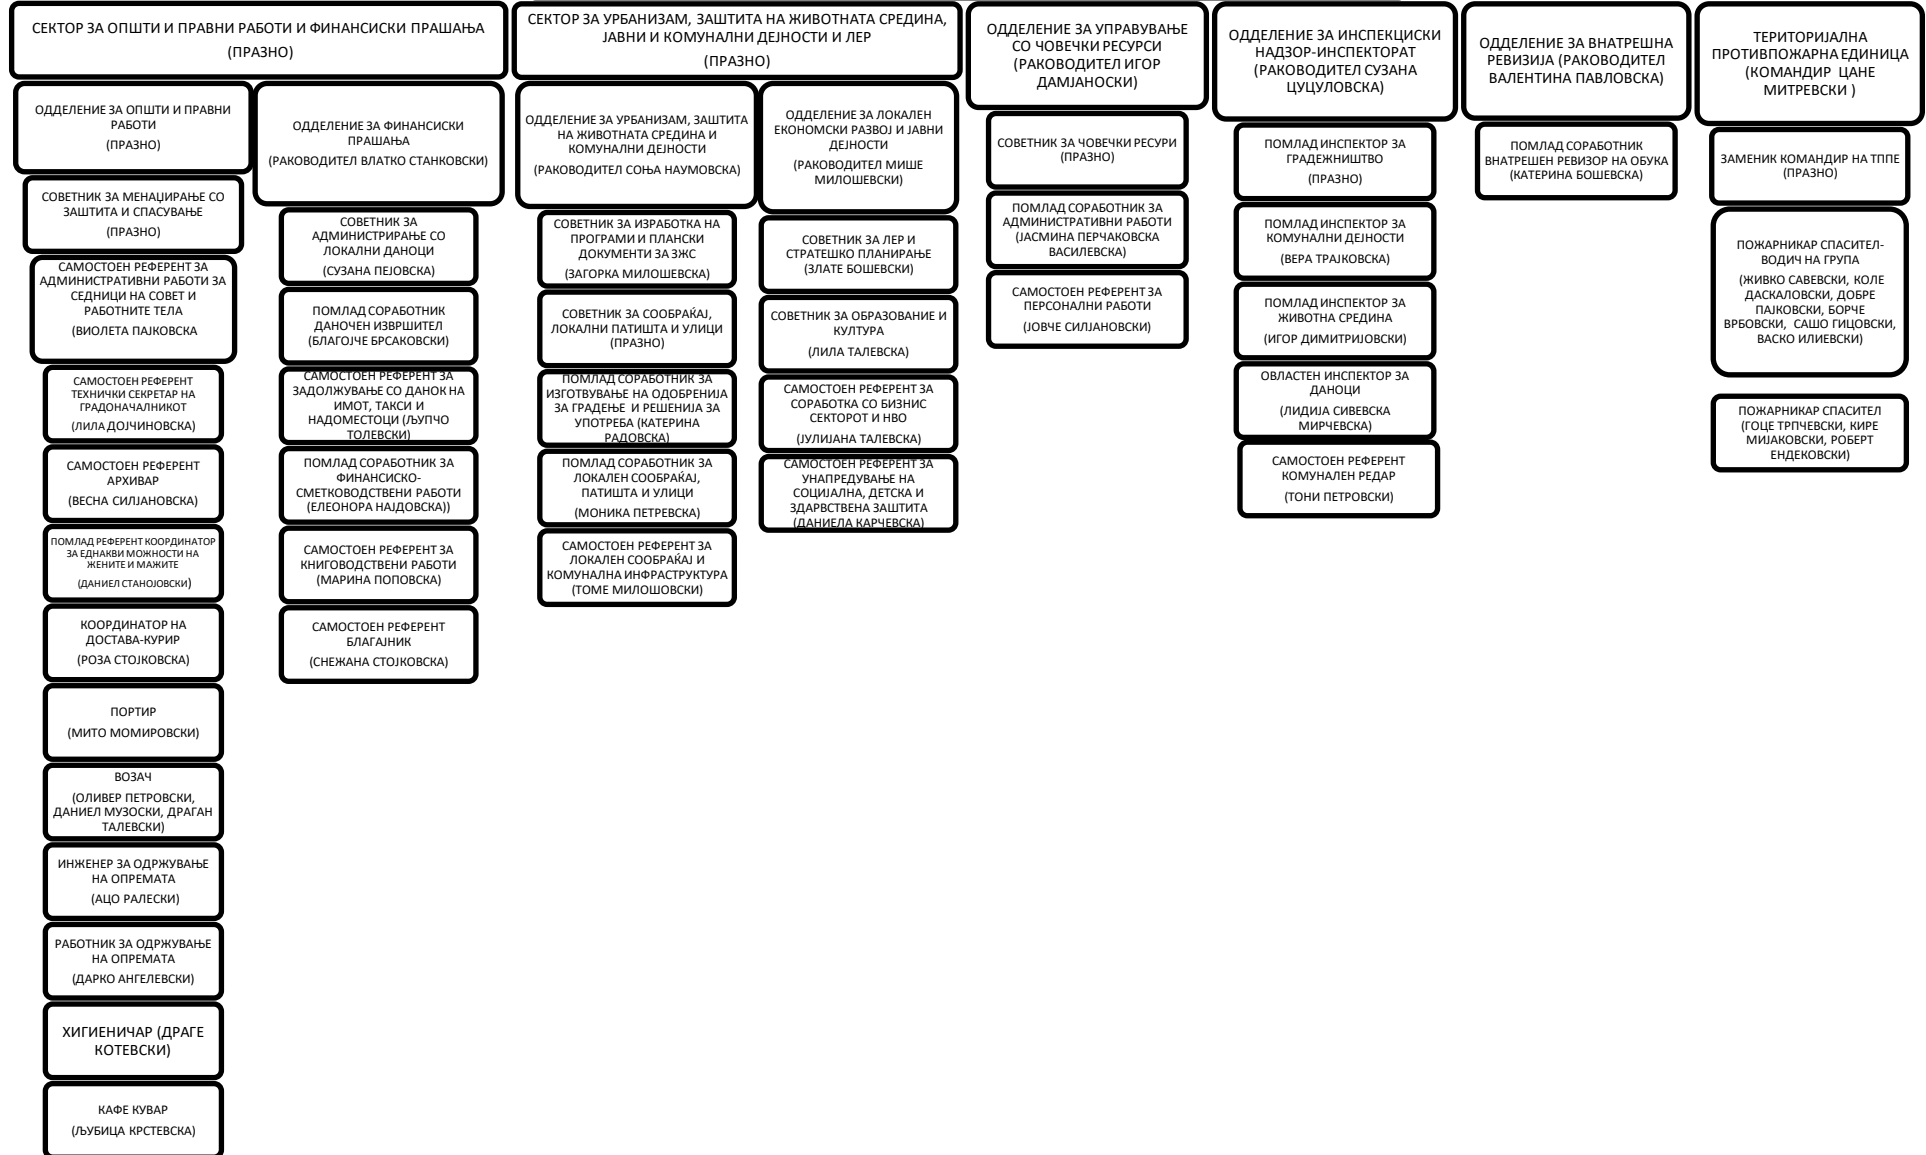 СЕКТОР ЗА ОПШТИ И ПРАВНИ РАБОТИ И ФИНАНСИСКИ ПРАШАЊА
(ПРАЗНО)
ОДДЕЛЕНИЕ ЗА ОПШТИ И ПРАВНИ
РАБОТИ
(ПРАЗНО)
СОВЕТНИК ЗА МЕНАЏИРАЊЕ СО
ЗАШТИТА И СПАСУВАЊЕ
(ПРАЗНО)
САМОСТОЕН РЕФЕРЕНТ ЗА
АДМИНИСТРАТИВНИ РАБОТИ ЗА
СЕДНИЦИ НА СОВЕТ И
РАБОТНИТЕ ТЕЛА
(ВИОЛЕТА ПАЈКОВСКА
САМОСТОЕН РЕФЕРЕНТ
ТЕХНИЧКИ СЕКРЕТАР НА
ГРАДОНАЧАЛНИКОТ
(ЛИЛА ДОЈЧИНОВСКА)
САМОСТОЕН РЕФЕРЕНТ
АРХИВАР
(ВЕСНА СИЛЈАНОВСКА)
ПОМЛАД РЕФЕРЕНТ КООРДИНАТОР
ЗА ЕДНАКВИ МОЖНОСТИ НА
ЖЕНИТЕ И МАЖИТЕ
(ДАНИЕЛ СТАНОЈОВСКИ)
КООРДИНАТОР НА
ДОСТАВА-КУРИР
(РОЗА СТОЈКОВСКА)
ПОРТИР
(МИТО МОМИРОВСКИ)
ВОЗАЧ
(ОЛИВЕР ПЕТРОВСКИ,
ДАНИЕЛ МУЗОСКИ, ДРАГАН
ТАЛЕВСКИ)
ИНЖЕНЕР ЗА ОДРЖУВАЊЕ
НА ОПРЕМАТА
(АЦО РАЛЕСКИ)
РАБОТНИК ЗА ОДРЖУВАЊЕ
НА ОПРЕМАТА
(ДАРКО АНГЕЛЕВСКИ)
ХИГИЕНИЧАР (ДРАГЕ
КОТЕВСКИ)
КАФЕ КУВАР
(ЉУБИЦА КРСТЕВСКА)
ОДДЕЛЕНИЕ ЗА ФИНАНСИСКИ
ПРАШАЊА
(РАКОВОДИТЕЛ ВЛАТКО СТАНКОВСКИ)
СОВЕТНИК ЗА
АДМИНИСТРИРАЊЕ СО
ЛОКАЛНИ ДАНОЦИ
(СУЗАНА ПЕЈОВСКА)
ПОМЛАД СОРАБОТНИК
ДАНОЧЕН ИЗВРШИТЕЛ
(БЛАГОЈЧЕ БРСАКОВСКИ)
САМОСТОЕН РЕФЕРЕНТ ЗА
ЗАДОЛЖУВАЊЕ СО ДАНОК НА
ИМОТ, ТАКСИ И
НАДОМЕСТОЦИ (ЉУПЧО
ТОЛЕВСКИ)
ПОМЛАД СОРАБОТНИК ЗА
ФИНАНСИСКО-
СМЕТКОВОДСТВЕНИ РАБОТИ
(ЕЛЕОНОРА НАЈДОВСКА))
САМОСТОЕН РЕФЕРЕНТ ЗА
КНИГОВОДСТВЕНИ РАБОТИ
(МАРИНА ПОПОВСКА)
САМОСТОЕН РЕФЕРЕНТ
БЛАГАЈНИК
(СНЕЖАНА СТОЈКОВСКА)
СЕКТОР ЗА УРБАНИЗАМ, ЗАШТИТА НА ЖИВОТНАТА СРЕДИНА,
ЈАВНИ И КОМУНАЛНИ ДЕЈНОСТИ И ЛЕР
(ПРАЗНО)
ОДДЕЛЕНИЕ ЗА УРБАНИЗАМ, ЗАШТИТА
НА ЖИВОТНАТА СРЕДИНА И
КОМУНАЛНИ ДЕЈНОСТИ
(РАКОВОДИТЕЛ СОЊА НАУМОВСКА)
СОВЕТНИК ЗА ИЗРАБОТКА НА
ПРОГРАМИ И ПЛАНСКИ
ДОКУМЕНТИ ЗА ЗЖС
(ЗАГОРКА МИЛОШЕВСКА)
СОВЕТНИК ЗА СООБРАЌАЈ,
ЛОКАЛНИ ПАТИШТА И УЛИЦИ
(ПРАЗНО)
ПОМЛАД СОРАБОТНИК ЗА
ИЗГОТВУВАЊЕ НА ОДОБРЕНИЈА
ЗА ГРАДЕЊЕ И РЕШЕНИЈА ЗА
УПОТРЕБА (КАТЕРИНА
РАДОВСКА)
ПОМЛАД СОРАБОТНИК ЗА
ЛОКАЛЕН СООБРАЌАЈ,
ПАТИШТА И УЛИЦИ
(МОНИКА ПЕТРЕВСКА)
САМОСТОЕН РЕФЕРЕНТ ЗА
ЛОКАЛЕН СООБРАЌАЈ И
КОМУНАЛНА ИНФРАСТРУКТУРА
(ТОМЕ МИЛОШОВСКИ)
ОДДЕЛЕНИЕ ЗА ЛОКАЛЕН
ЕКОНОМСКИ РАЗВОЈ И ЈАВНИ
ДЕЈНОСТИ
(РАКОВОДИТЕЛ МИШЕ
МИЛОШЕВСКИ)
СОВЕТНИК ЗА ЛЕР И
СТРАТЕШКО ПЛАНИРАЊЕ
(ЗЛАТЕ БОШЕВСКИ)
СОВЕТНИК ЗА ОБРАЗОВАНИЕ И
КУЛТУРА
(ЛИЛА ТАЛЕВСКА)
САМОСТОЕН РЕФЕРЕНТ ЗА
СОРАБОТКА СО БИЗНИС
СЕКТОРОТ И НВО
(ЈУЛИЈАНА ТАЛЕВСКА)
САМОСТОЕН РЕФЕРЕНТ ЗА
УНАПРЕДУВАЊЕ НА
СОЦИЈАЛНА, ДЕТСКА И
ЗДАРВСТВЕНА ЗАШТИТА
(ДАНИЕЛА КАРЧЕВСКА)
ОДДЕЛЕНИЕ ЗА УПРАВУВАЊЕ
СО ЧОВЕЧКИ РЕСУРСИ
(РАКОВОДИТЕЛ ИГОР
ДАМЈАНОСКИ)
СОВЕТНИК ЗА ЧОВЕЧКИ РЕСУРИ
(ПРАЗНО)
ПОМЛАД СОРАБОТНИК ЗА
АДМИНИСТРАТИВНИ РАБОТИ
(ЈАСМИНА ПЕРЧАКОВСКА
ВАСИЛЕВСКА)
САМОСТОЕН РЕФЕРЕНТ ЗА
ПЕРСОНАЛНИ РАБОТИ
(ЈОВЧЕ СИЛЈАНОВСКИ)
ОДДЕЛЕНИЕ ЗА ИНСПЕКЦИСКИ
НАДЗОР-ИНСПЕКТОРАТ
(РАКОВОДИТЕЛ СУЗАНА
ЦУЦУЛОВСКА)
ПОМЛАД ИНСПЕКТОР ЗА
ГРАДЕЖНИШТВО
(ПРАЗНО)
ПОМЛАД ИНСПЕКТОР ЗА
КОМУНАЛНИ ДЕЈНОСТИ
(ВЕРА ТРАЈКОВСКА)
ПОМЛАД ИНСПЕКТОР ЗА
ЖИВОТНА СРЕДИНА
(ИГОР ДИМИТРИЈОВСКИ)
ОВЛАСТЕН ИНСПЕКТОР ЗА
ДАНОЦИ
(ЛИДИЈА СИВЕВСКА
МИРЧЕВСКА)
САМОСТОЕН РЕФЕРЕНТ
КОМУНАЛЕН РЕДАР
(ТОНИ ПЕТРОВСКИ)
ОДДЕЛЕНИЕ ЗА ВНАТРЕШНА
РЕВИЗИЈА (РАКОВОДИТЕЛ
ВАЛЕНТИНА ПАВЛОВСКА)
ПОМЛАД СОРАБОТНИК
ВНАТРЕШЕН РЕВИЗОР НА ОБУКА
(КАТЕРИНА БОШЕВСКА)
ТЕРИТОРИЈАЛНА
ПРОТИВПОЖАРНА ЕДИНИЦА
(КОМАНДИР ЦАНЕ
МИТРЕВСКИ )
ЗАМЕНИК КОМАНДИР НА ТППЕ
(ПРАЗНО)
ПОЖАРНИКАР СПАСИТЕЛ-
ВОДИЧ НА ГРУПА
(ЖИВКО САВЕВСКИ, КОЛЕ
ДАСКАЛОВСКИ, ДОБРЕ
ПАЈКОВСКИ, БОРЧЕ
ВРБОВСКИ, САШО ГИЦОВСКИ,
ВАСКО ИЛИЕВСКИ)
ПОЖАРНИКАР СПАСИТЕЛ
(ГОЦЕ ТРПЧЕВСКИ, КИРЕ
МИЈАКОВСКИ, РОБЕРТ
ЕНДЕКОВСКИ)